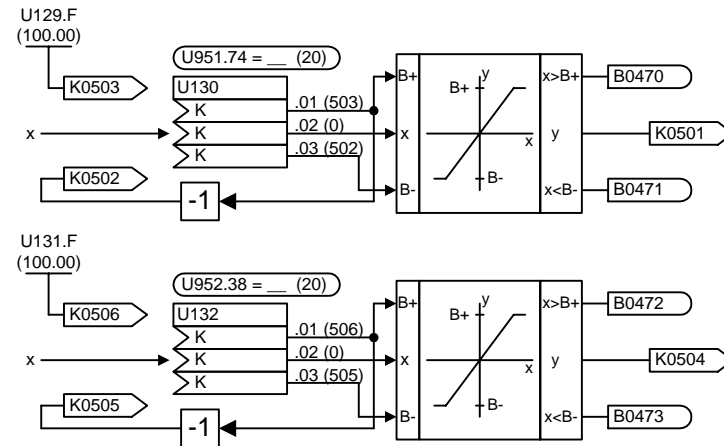 U129.F
(100.00)
U951.74 = __ (20)
K0503
U130
K
.01 (503)
x
K
.02 (0)
K
.03 (502)
K0502
-1
B+
x
B-
B+
y
x
B-
x>B+
y
x<B-
B0470
K0501
B0471
U131.F
(100.00)
U952.38 = __ (20)
K0506
U132
K
.01 (506)
x
K
.02 (0)
K
.03 (505)
K0505
-1
B+
x
B-
B+
y
x
B-
x>B+
y
x<B-
B0472
K0504
B0473